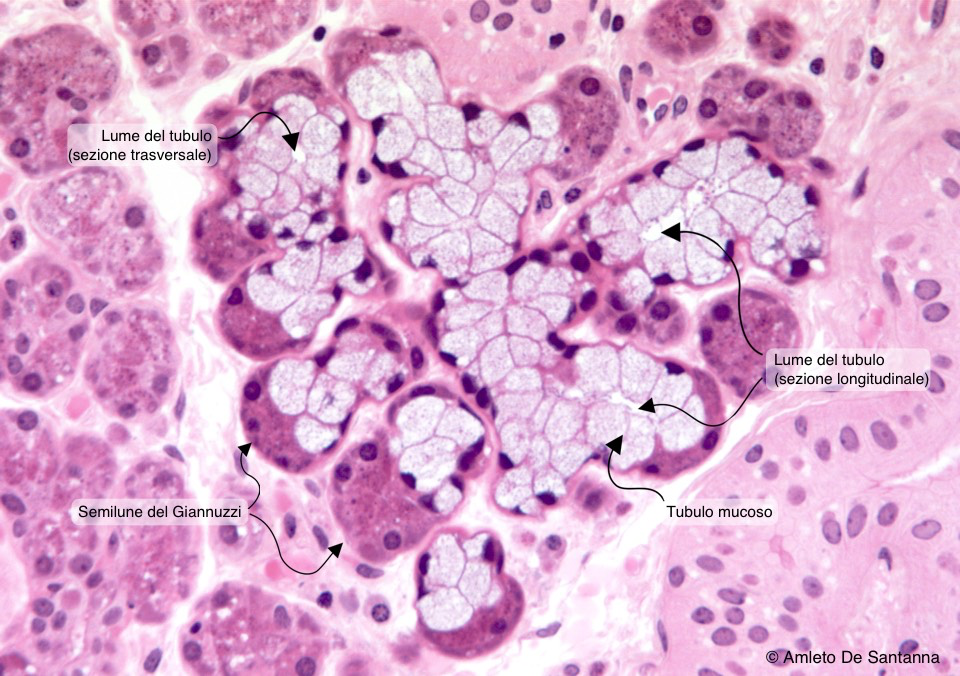 Lume del tubulo
(sezione trasversale)
Lume del tubulo
(sezione longitudinale)
Semilune del Giannuzzi
Tubulo mucoso
© Amleto De Santanna